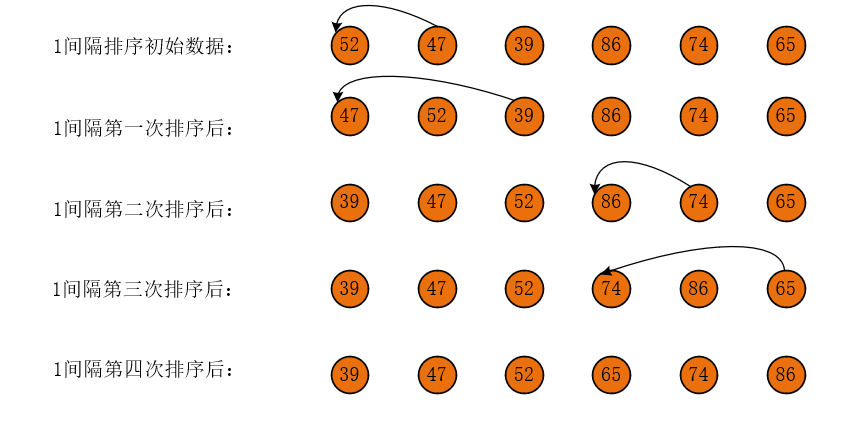 1间隔排序初始数据: 52 47 39 86 74 65
1间隔第一次排序后: 47 52 39 86 74 65
1间隔第二次排序后: 39 47 52 86 74 65
1间隔第三次排序后: 39 47 52 74 86 65
1间隔第四次排序后: 39 47 52 65 74 86